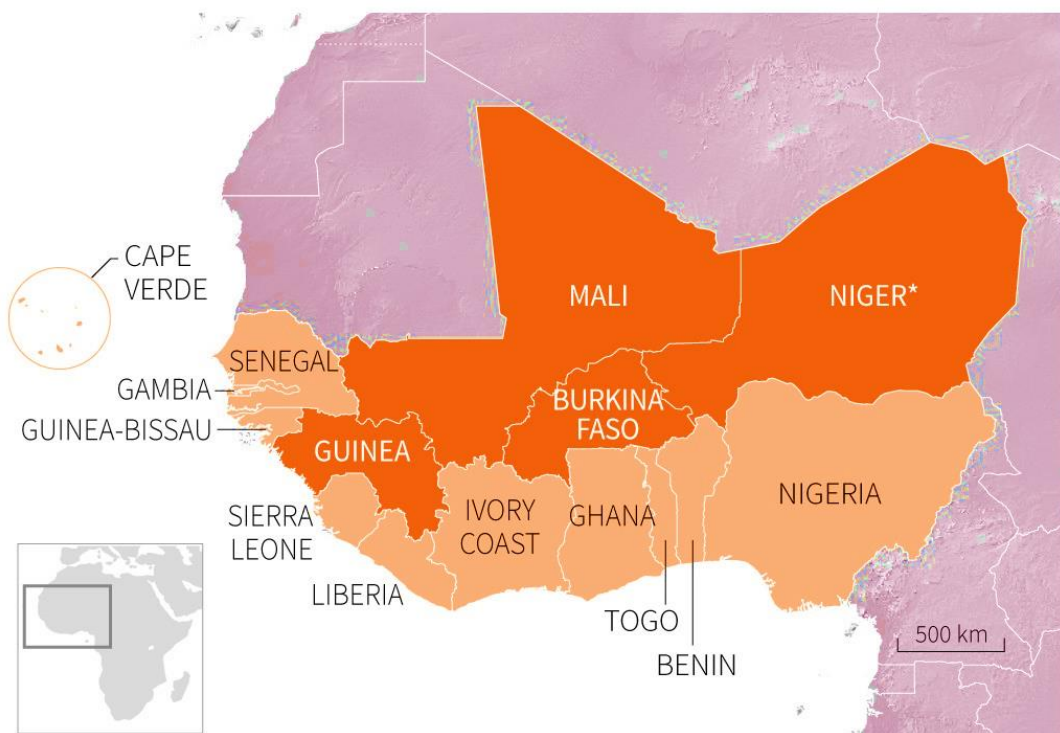 CAPE
VERDE
MALI
NIGER*
SENEGAL
GAMBIA
BURKINA
FASO
GUINEA-BISSAU
GUINEA
NIGERIA
SIERRA
LEONE
IVORY
COAST
GHANA
LIBERIA
TOGO
BENIN
500 km